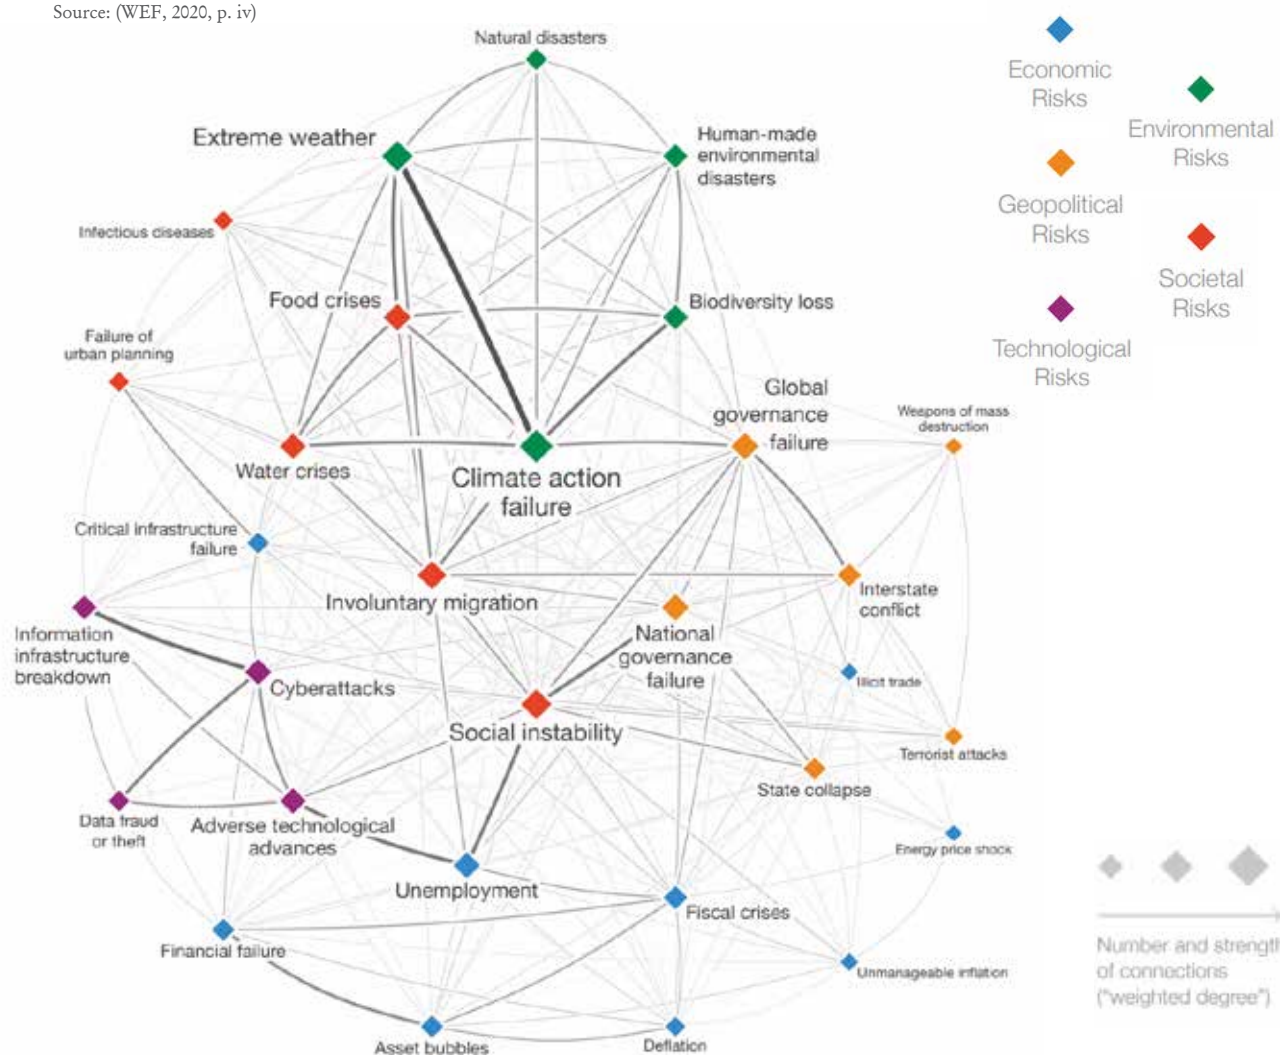 Source: (WEF, 2020, p. iv)
Natural disasters
Extreme weather
Human-made
environmental
disasters
Infectious diseases
Food crises
Biodiversity loss
Failure of
urban planning
Global
governance
failure
Weapons of mass
destruction
Water crises
Climate action
failure
Critical infrastructure
failure
Involuntary migration
Interstate
conflict
Information
infrastructure
breakdown
National
governance
failure
Cyberattacks
Illicit trade
Social instability
Terrorist attacks
State collapse
Data fraud
or theft
Adverse technological
advances
Energy price shock
Unemployment
Fiscal crises
Financial failure
Unmanageable inflation
Asset bubbles
Deflation
Economic
Risks
Environmental
Risks
Geopolitical
Risks
Societal
Risks
Technological
Risks
Number and strength
of connections
("weighted degree")